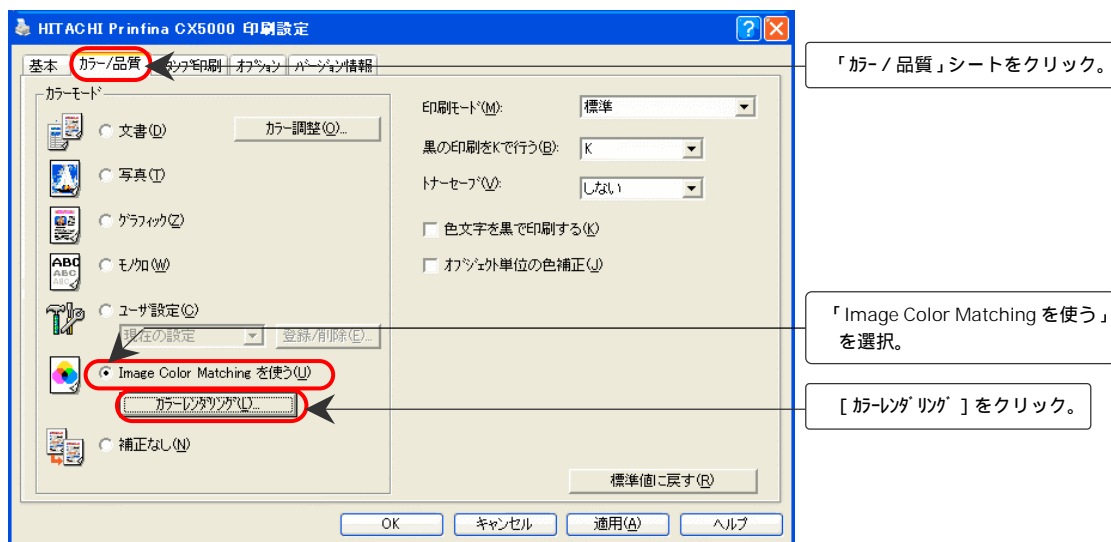 HITACHI Prinfina CX5000 印刷設定
基本 ｶﾗｰ/品質 ｽﾀﾝﾌﾟ印刷 ｵﾌﾟｼｮﾝ ﾊﾞｰｼﾞｮﾝ情報
「ｶﾗｰ / 品質」シートをクリック。
ｶﾗｰﾓｰﾄﾞ
文書(D)
カラー調整(O)...
写真(T)
ｸﾞﾗﾌｨｯｸ(Z)
ABC
ABC
ABC
ﾓﾉｸﾛ(W)
ﾕｰｻﾞ設定(C)
現在の設定
登録/削除(E)...
Image Color Matching を使う(U)
ｶﾗｰﾚﾝﾀﾞﾘﾝｸﾞ(L)...
補正なし(N)
印刷ﾓｰﾄﾞ(M): 標準
黒の印刷をKで行う(B): K
ﾄﾅｰｾｰﾌﾞ(V): しない
色文字を黒で印刷する(K)
ｵﾌﾞｼﾞｪｸﾄ単位の色補正(J)
「Image Color Matching を使う」
を選択。
[ ｶﾗｰﾚﾝﾀﾞﾘﾝｸﾞ ] をクリック。
標準値に戻す(R)
OK キャンセル 適用(A) ヘルプ